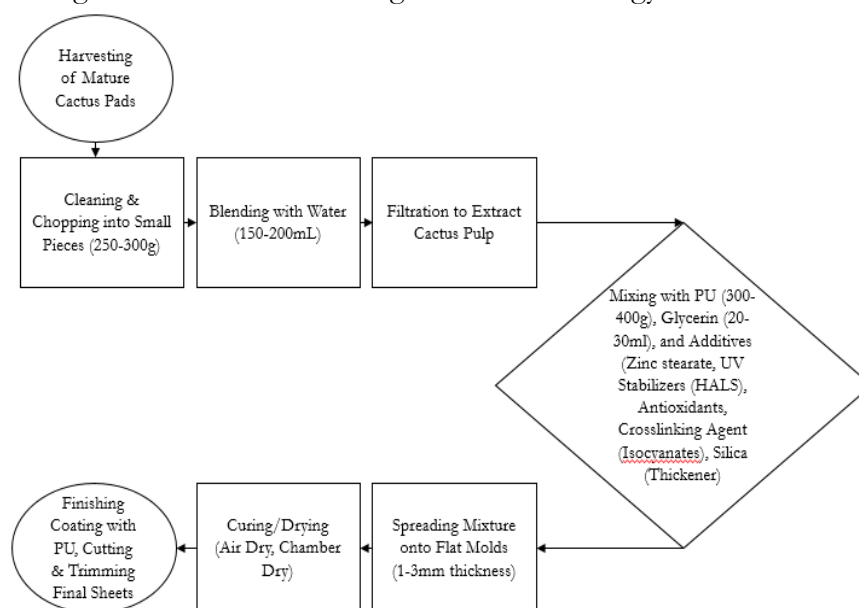 Harvesting
of Mature
Cactus Pads
Cleaning &
Chopping into Small
Pieces (250-300g)
Blending with Water
(150-200mL)
Filtration to Extract
Cactus Pulp
Mixing with PU (300-
400g), Glycerin (20-
30ml), and Additives
(Zinc stearate, UV
Stabilizers (HALS),
Antioxidants,
Crosslinking Agent
(Isocyanates), Silica
(Thickener)
Spreading Mixture
onto Flat Molds
(1-3mm thickness)
Curing/Drying
(Air Dry, Chamber
Dry)
Finishing
Coating with
PU, Cutting
& Trimming
Final Sheets